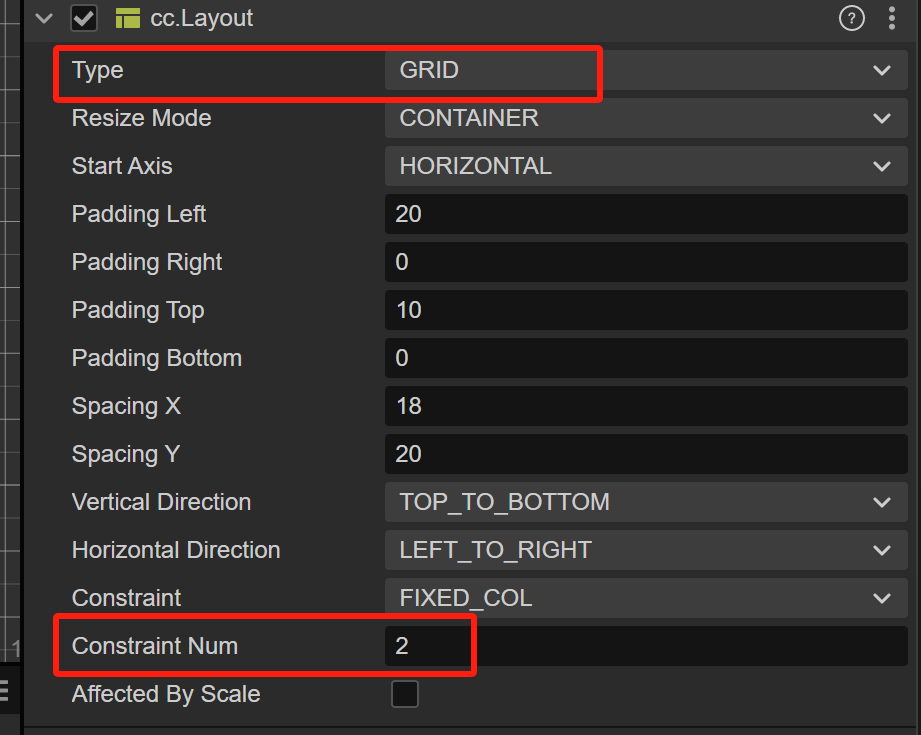 cc.Layout ?
Type GRID
Resize Mode CONTAINER
Start Axis HORIZONTAL
Padding Left 20
Padding Right 0
Padding Top 10
Padding Bottom 0
Spacing X 18
Spacing Y 20
Vertical Direction TOP_TO_BOTTOM
Horizontal Direction LEFT_TO_RIGHT
Constraint FIXED_COL
1 Constraint Num 2
Affected By Scale